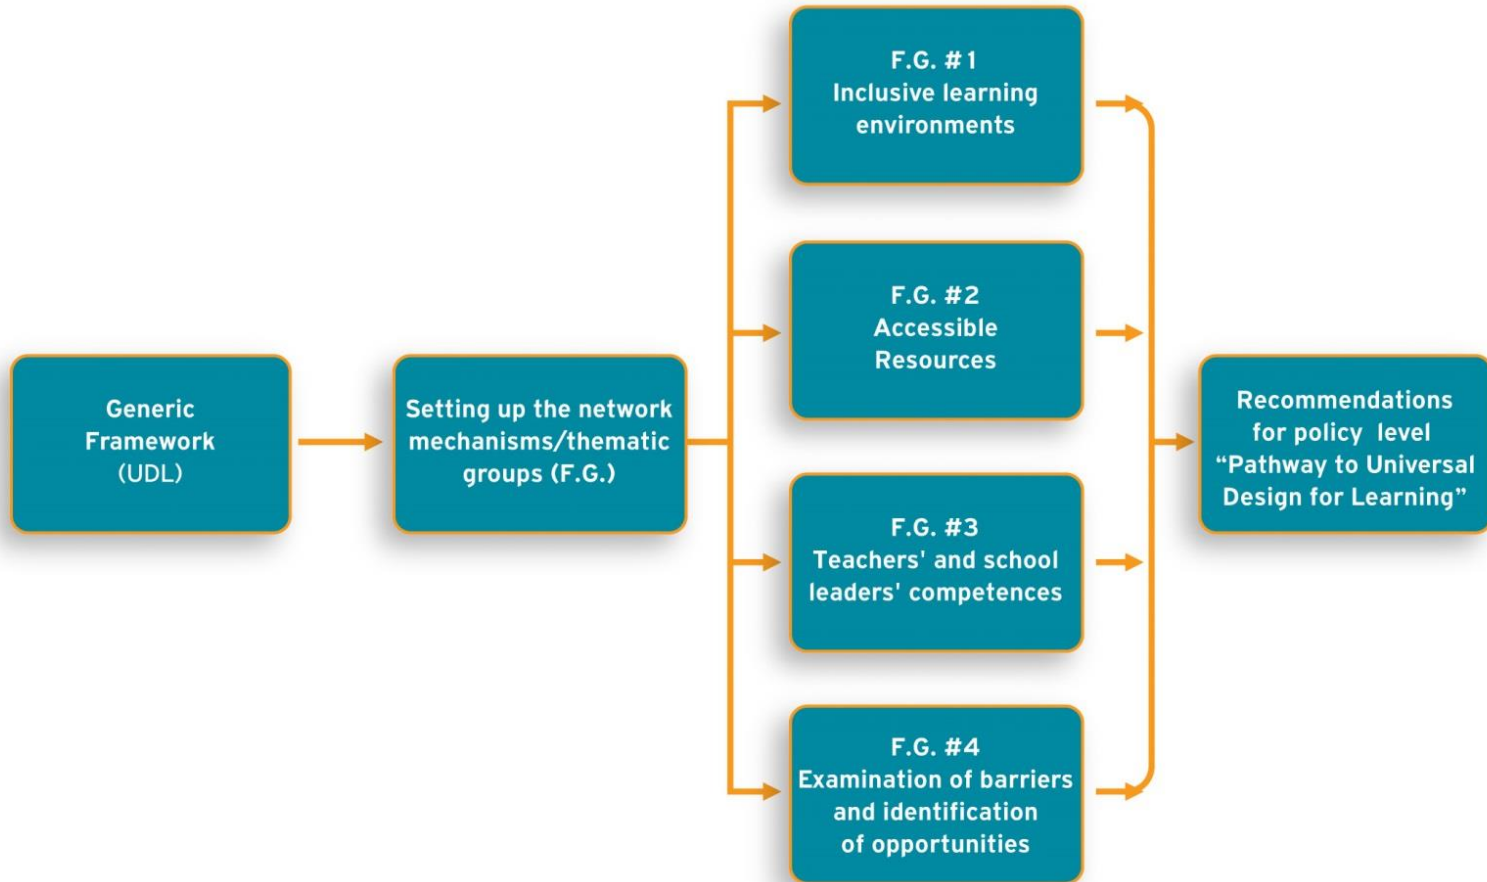 Generic
Framework
(UDL)
Setting up the network
mechanisms/thematic
groups (F.G.)
F.G. #1
Inclusive learning
environments
F.G. #2
Accessible
Resources
F.G. #3
Teachers' and school
leaders' competences
F.G. #4
Examination of barriers
and identification
of opportunities
Recommendations
for policy level
“Pathway to Universal
Design for Learning”